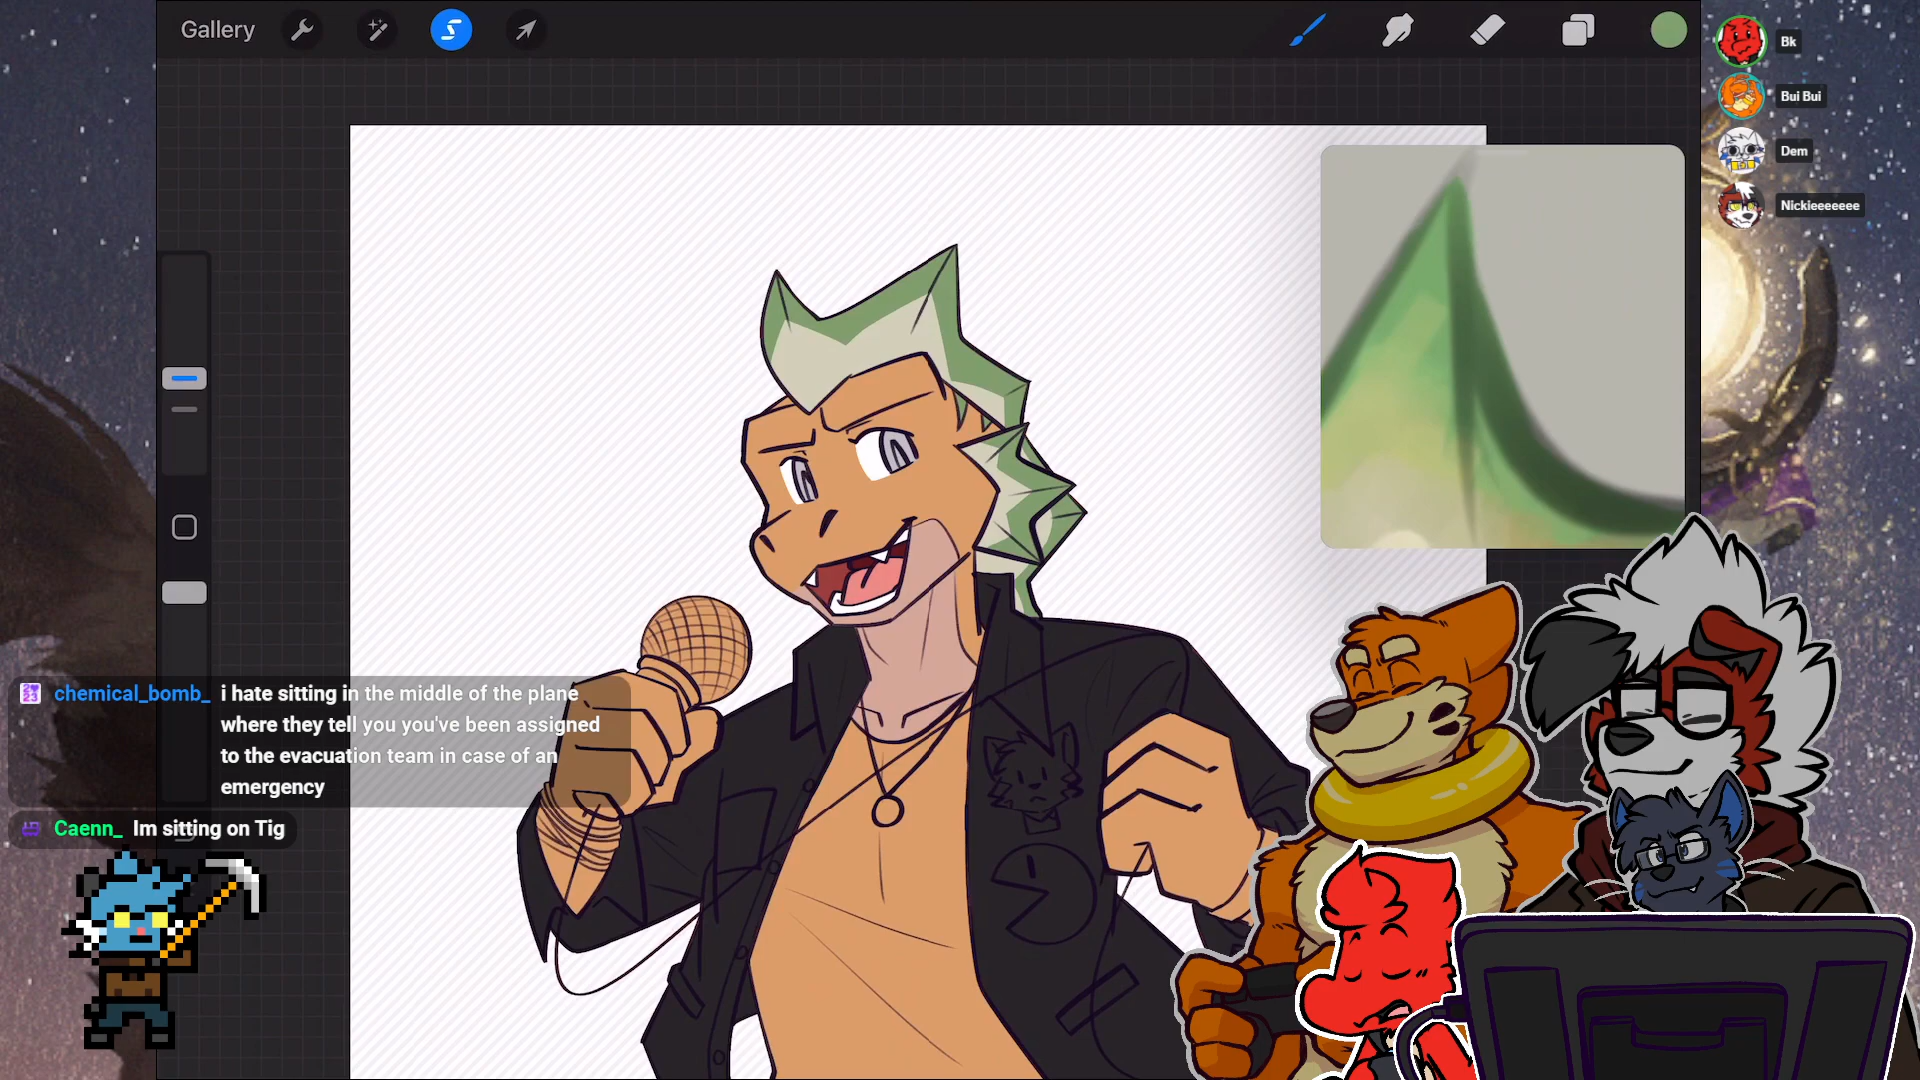 Gallery
Bk
Bui Bui
Dem
Nickieeeeeee
chemical_bomb_ i hate sitting in the middle of the plane
where they tell you you've been assigned
to the evacuation team in case of an
emergency
Caenn_ Im sitting on Tig